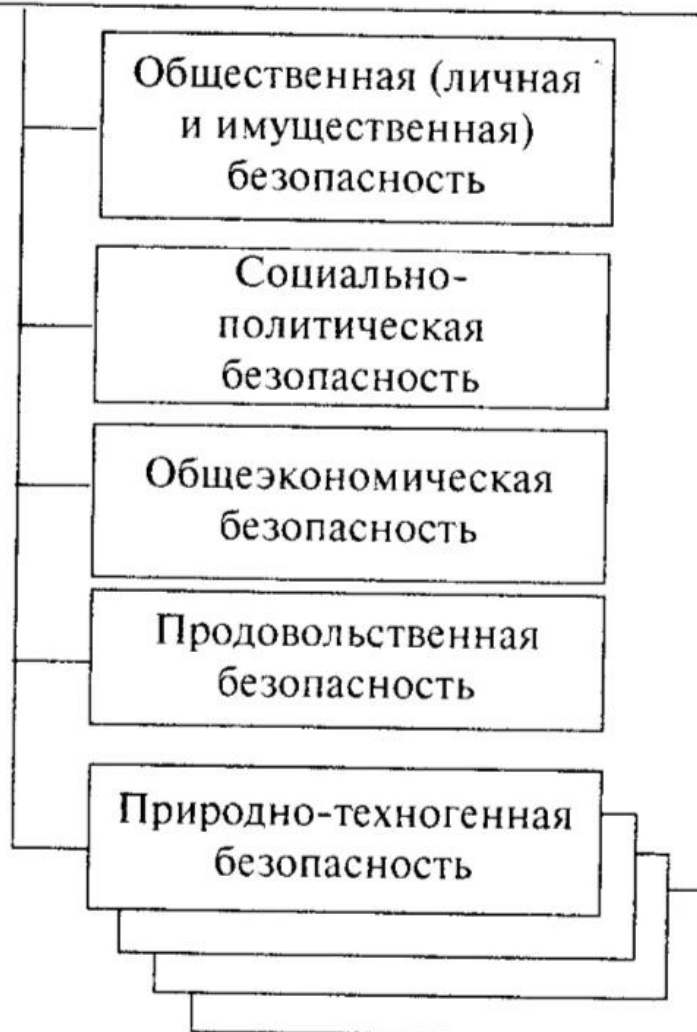 Общественная (личная
и имущественная)
безопасность
Социально-
политическая
безопасность
Общеэкономическая
безопасность
Продовольственная
безопасность
Природно-техногенная
безопасность